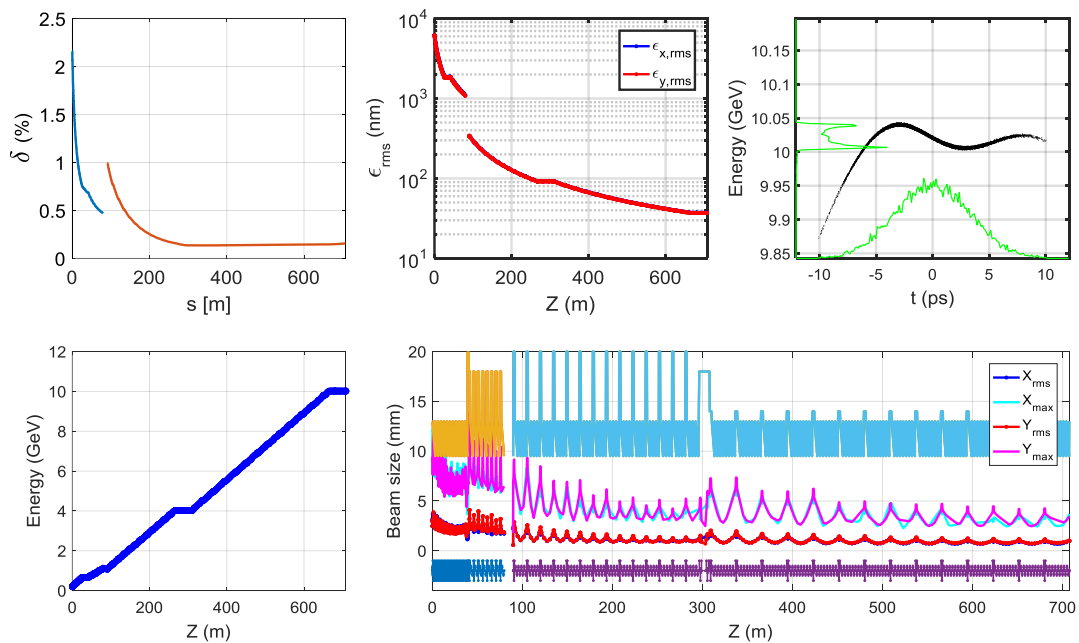 2.5
2
1.5
1
0.5
0
0 200 400 600
δ (%)
s [m]
10^4
10^3
10^2
10^1
0 200 400 600
ϵ_rms (nm)
Z (m)
ϵ_x,rms
ϵ_y,rms
10.15
10.1
10.05
10
9.95
9.9
9.85
-10 -5 0 5 10
Energy (GeV)
t (ps)
12
10
8
6
4
2
0
0 200 400 600
Energy (GeV)
Z (m)
20
15
10
5
0
0 100 200 300 400 500 600 700
Beam size (mm)
Z (m)
X_rms
X_max
Y_rms
Y_max